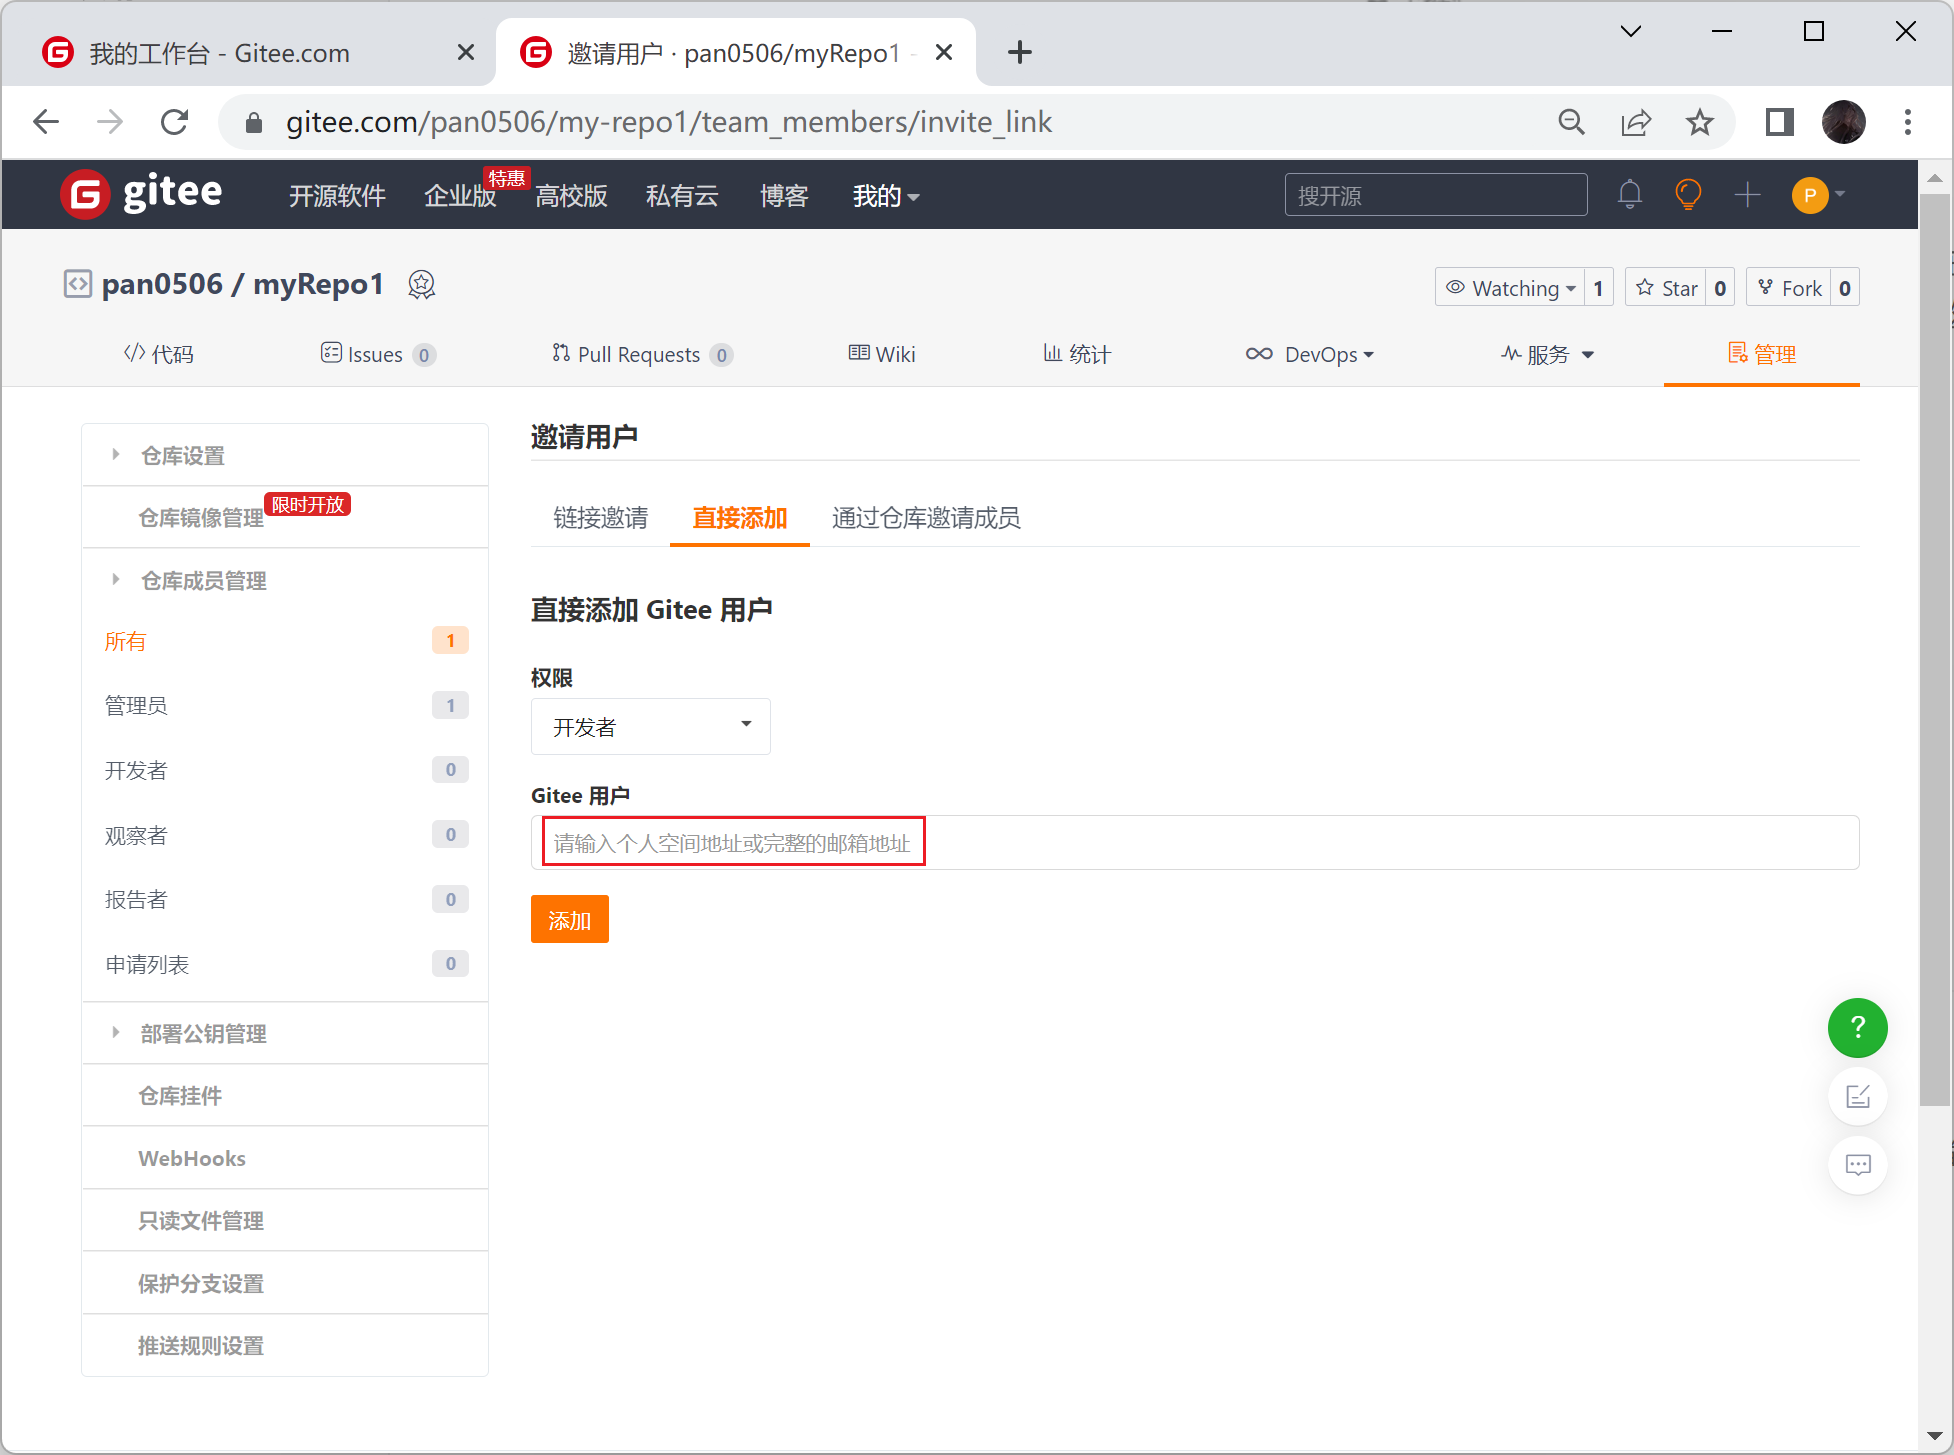 我的工作台 - Gitee.com
邀请用户 · pan0506/myRepo1 -
gitee.com/pan0506/my-repo1/team_members/invite_link
gitee 开源软件 企业版 特惠 高校版 私有云 博客 我的 搜开源 P
pan0506 / myRepo1
Watching 1 Star 0 Fork 0
代码 Issues 0 Pull Requests 0 Wiki 统计 DevOps 服务 管理
仓库设置
仓库镜像管理 限时开放
仓库成员管理
所有 1
管理员 1
开发者 0
观察者 0
报告者 0
申请列表 0
部署公钥管理
仓库挂件
WebHooks
只读文件管理
保护分支设置
推送规则设置
邀请用户
链接邀请 直接添加 通过仓库邀请成员
直接添加 Gitee 用户
权限
开发者
Gitee 用户
请输入个人空间地址或完整的邮箱地址
添加
?